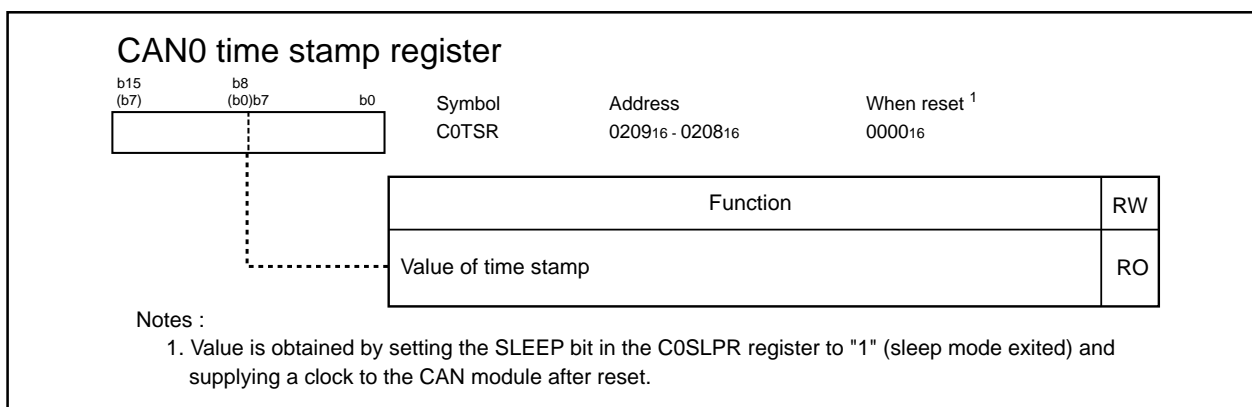 CAN0 time stamp register
b15 b8
(b7) (b0)b7 b0 Symbol Address When reset 1
C0TSR 020916 - 020816 000016
Function RW
Value of time stamp RO
Notes :
1. Value is obtained by setting the SLEEP bit in the C0SLPR register to "1" (sleep mode exited) and
supplying a clock to the CAN module after reset.